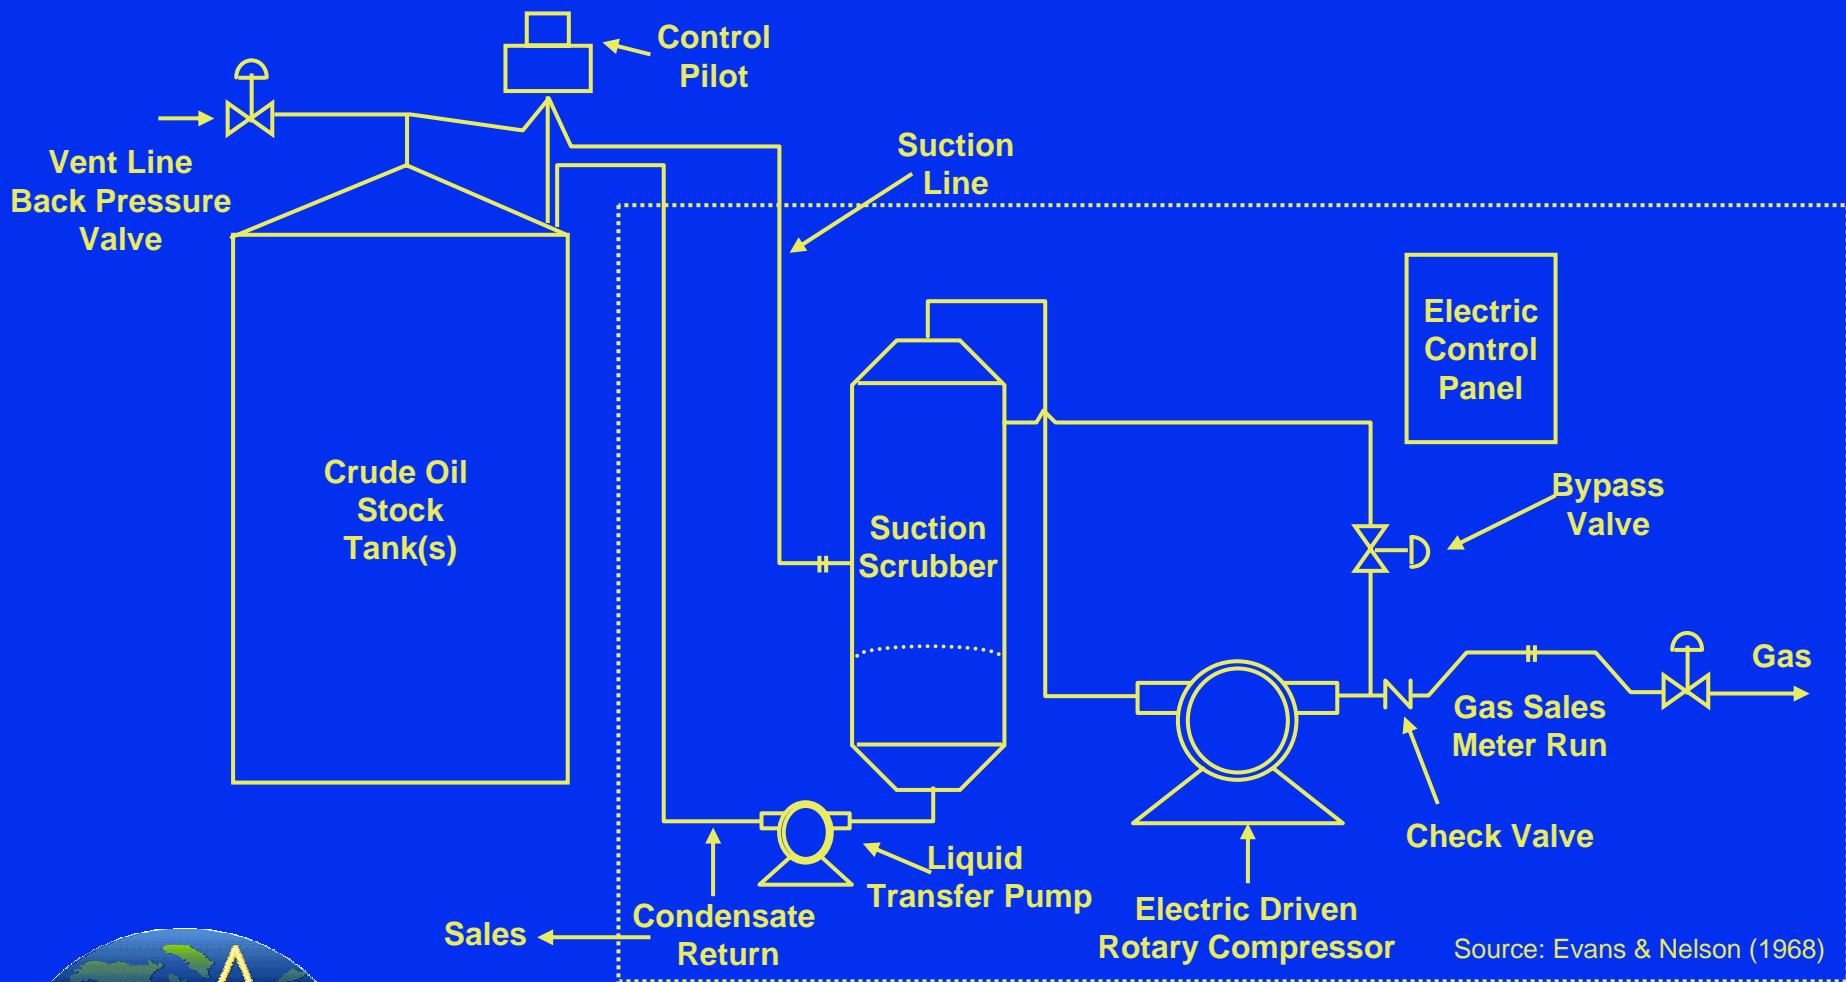 Control
Pilot
Vent Line
Back Pressure
Valve
Suction
Line
Electric
Control
Panel
Crude Oil
Stock
Tank(s)
Suction
Scrubber
Bypass
Valve
Gas
Gas Sales
Meter Run
Check Valve
Liquid
Transfer Pump
Condensate
Return
Sales
Electric Driven
Rotary Compressor
Source: Evans & Nelson (1968)